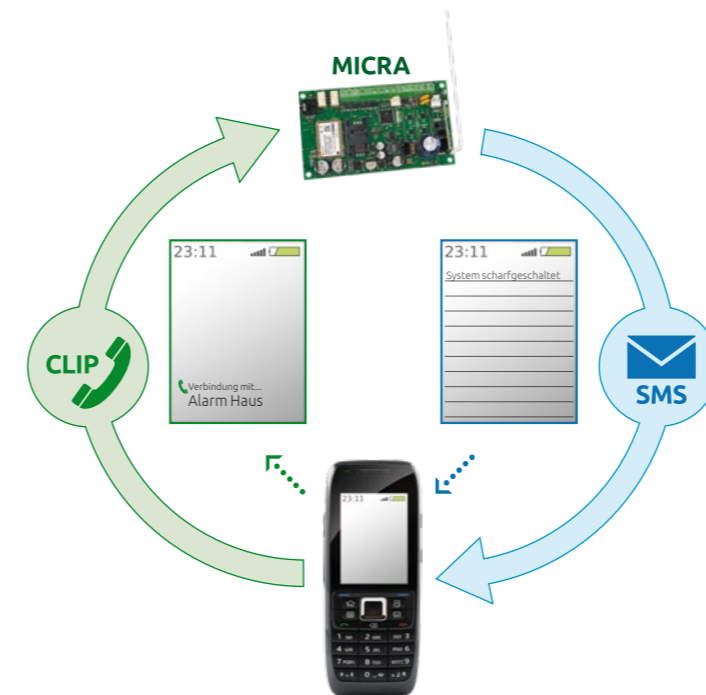 MICRA
23:11
Verbindung mit...
Alarm Haus
23:11
System scharfgeschaltet
CLIP
SMS
23:11